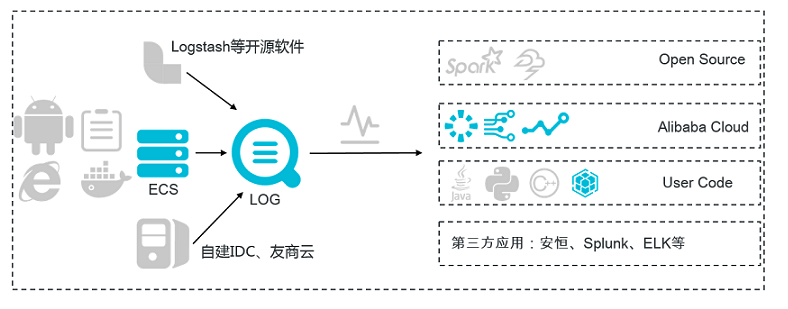 Logstash等开源软件
Spark
Open Source
Alibaba Cloud
ECS
LOG
Java
C++
User Code
自建IDC、友商云
第三方应用：安恒、Splunk、ELK等